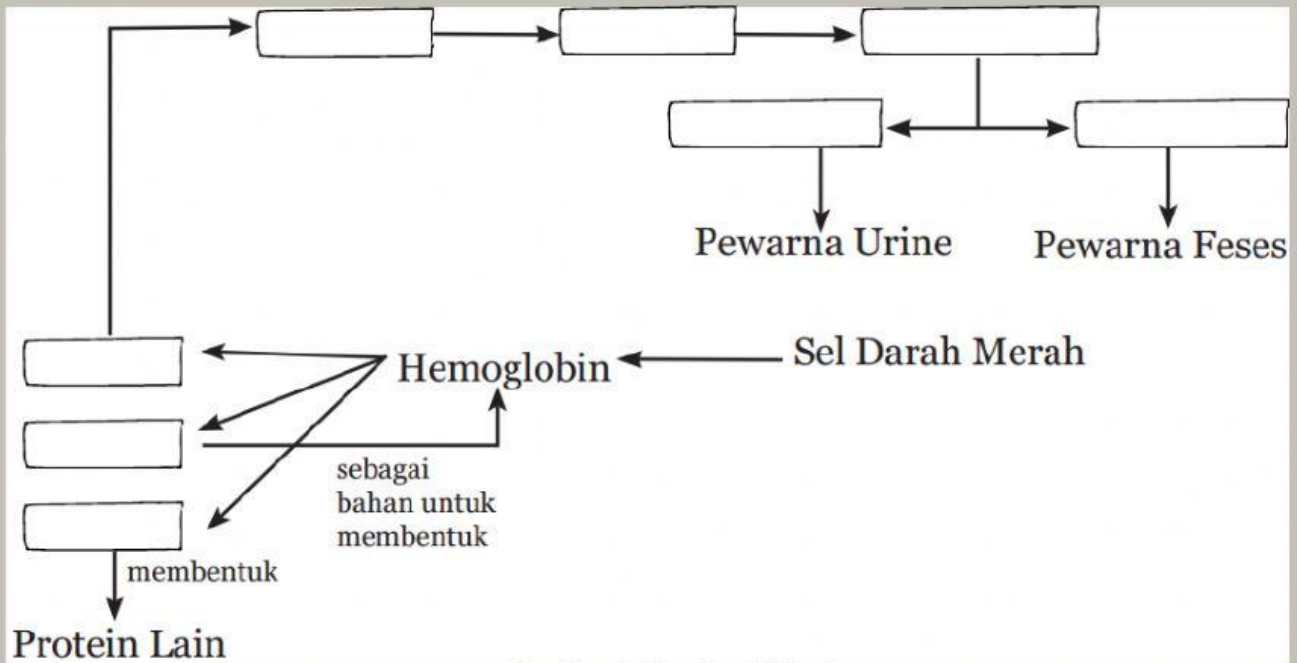 Pewarna Urine
Pewarna Feses
Hemoglobin
Sel Darah Merah
sebagai
bahan untuk
membentuk
membentuk
Protein Lain